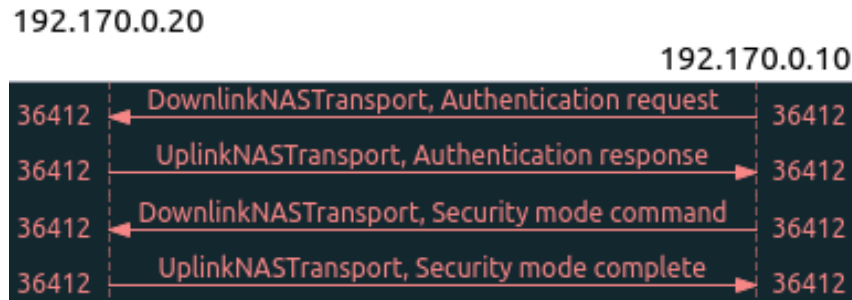 192.170.0.20
192.170.0.10
36412 DownlinkNASTransport, Authentication request 36412
36412 UplinkNASTransport, Authentication response 36412
36412 DownlinkNASTransport, Security mode command 36412
36412 UplinkNASTransport, Security mode complete 36412